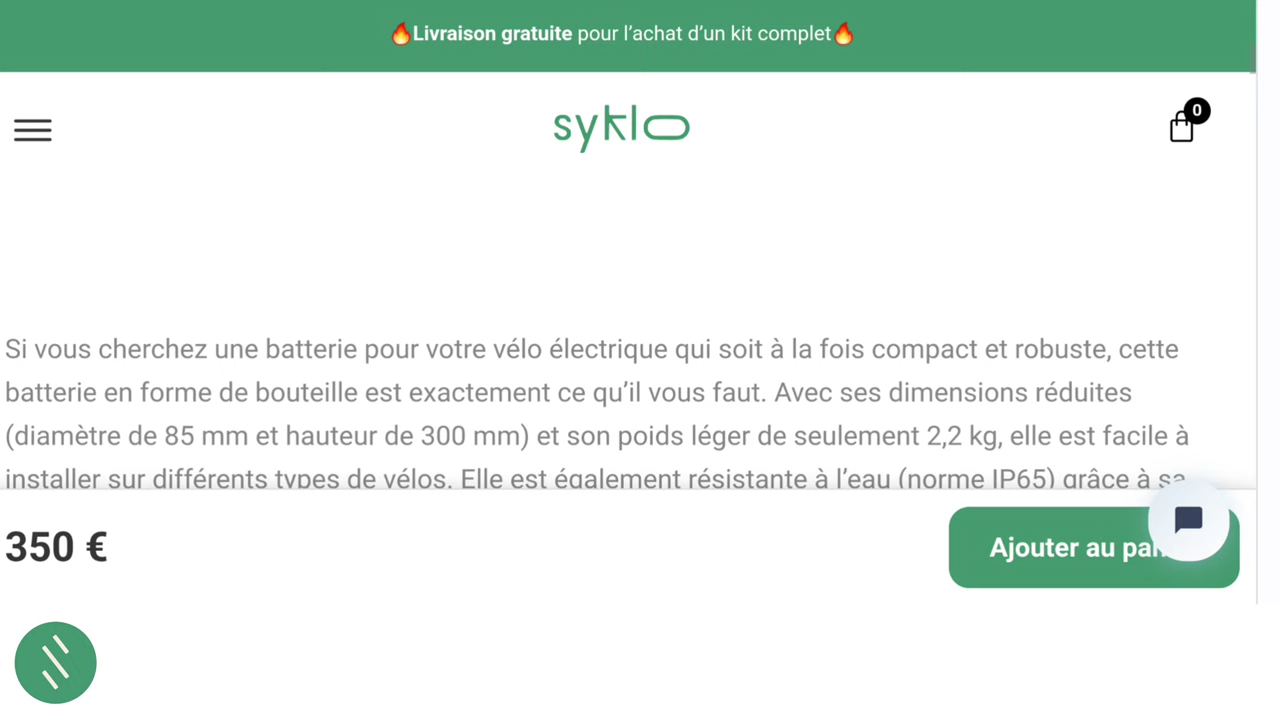 🔥Livraison gratuite pour l’achat d’un kit complet🔥
syklo
0
Si vous cherchez une batterie pour votre vélo électrique qui soit à la fois compact et robuste, cette
batterie en forme de bouteille est exactement ce qu’il vous faut. Avec ses dimensions réduites
(diamètre de 85 mm et hauteur de 300 mm) et son poids léger de seulement 2,2 kg, elle est facile à
installer sur différents types de vélos. Elle est également résistante à l’eau (norme IP65) grâce à sa
350 €
Ajouter au